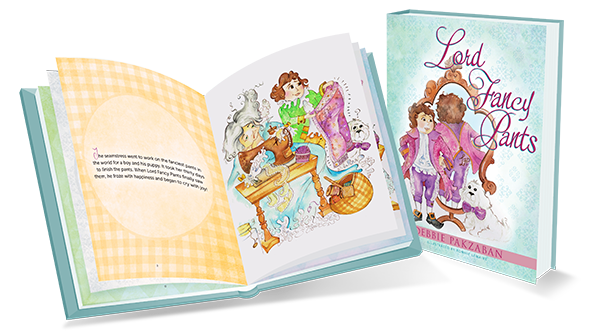 The seamstress went to work on the fanciest pants in
the world for a boy and his puppy. It took her thirty days
to finish the pants. When Lord Fancy Pants finally saw
them, he froze with happiness and began to cry with joy!
Lord
Fancy
Pants
DEBBIE PAKZABAN